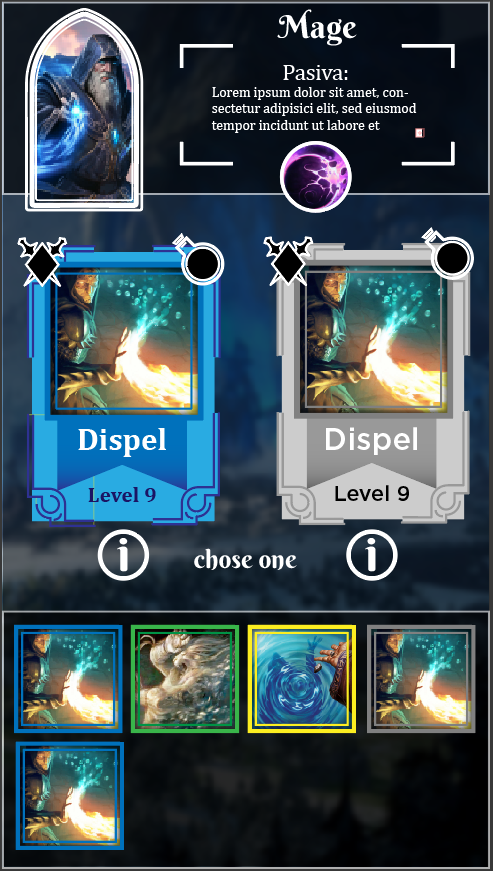 Mage
Pasiva:
Lorem ipsum dolor sit amet, con-
sectetur adipisici elit, sed eiusmod
tempor incidunt ut labore et
Dispel
Level 9
Dispel
Level 9
i
chose one
i